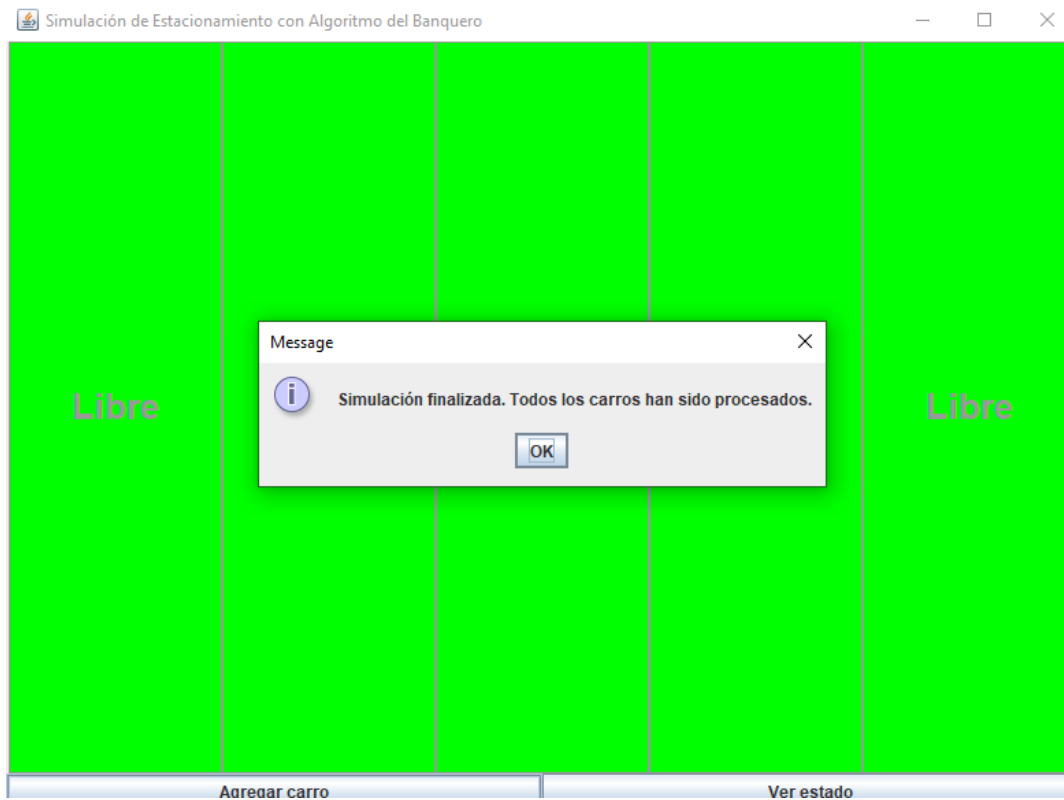 Simulación de Estacionamiento con Algoritmo del Banquero
Message
Simulación finalizada. Todos los carros han sido procesados.
OK
Libre
Libre
Agregar carro
Ver estado